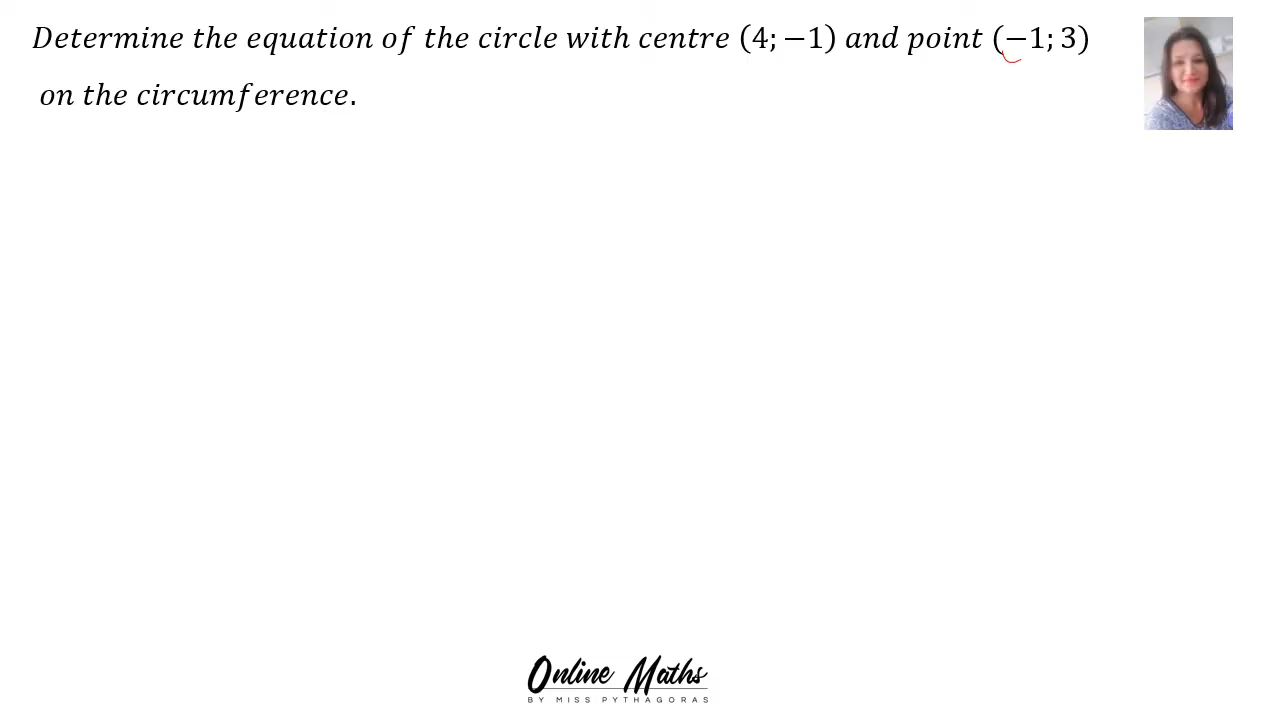 Determine the equation of the circle with centre (4; −1) and point (−1; 3)
on the circumference.
Online Maths
BY MISS PYTHAGORAS